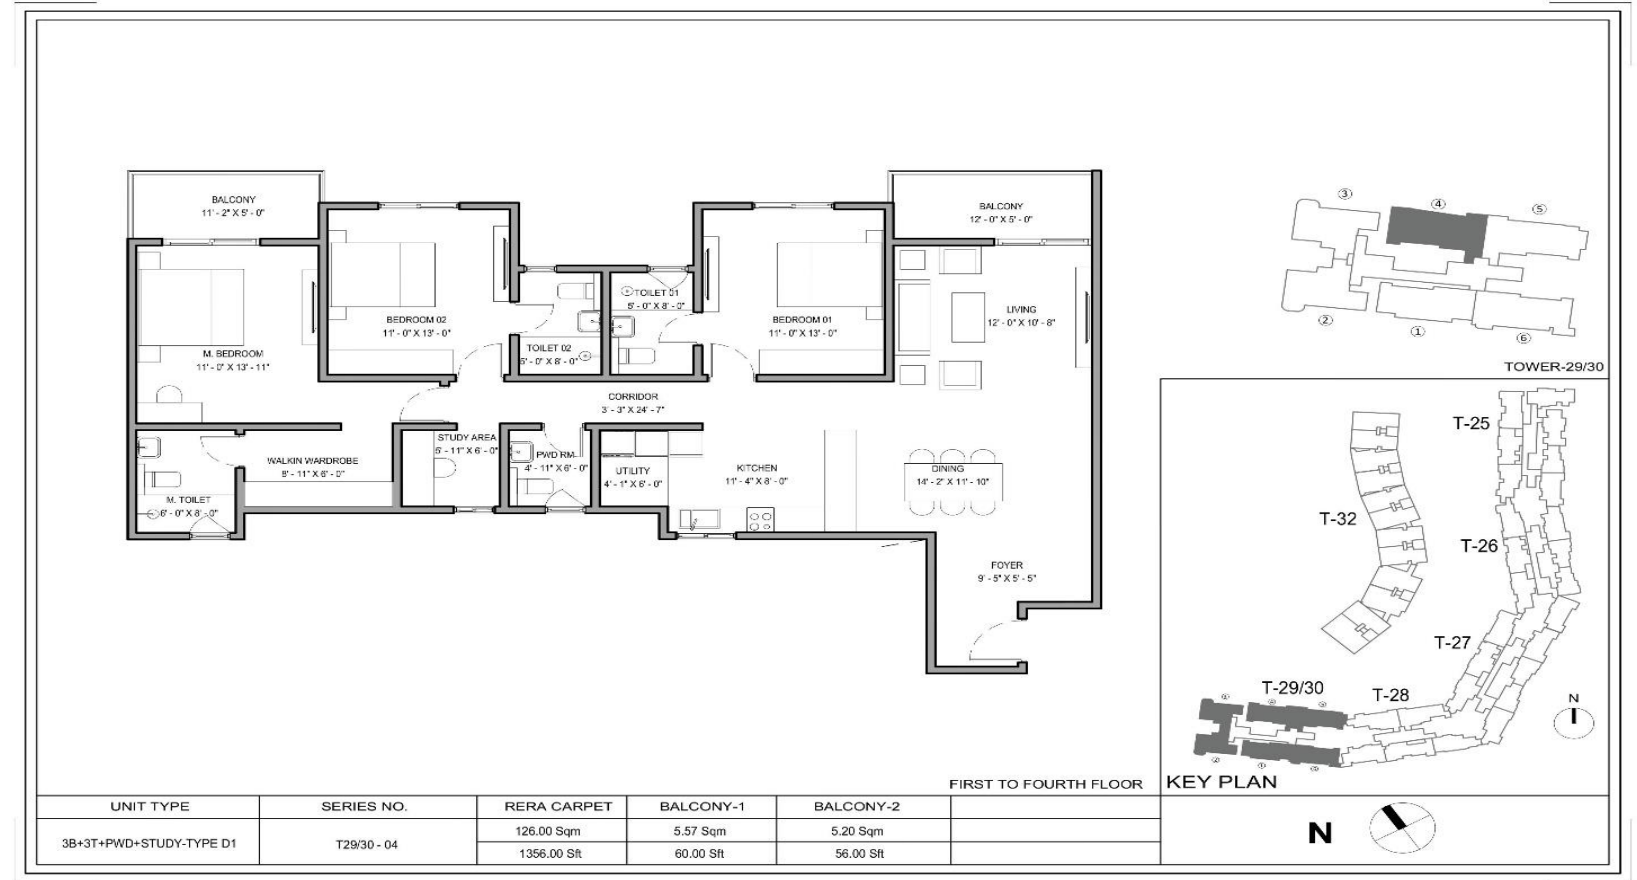 BALCONY
11' - 2" X 5' - 0"
BALCONY
12' - 0" X 5' - 0"
M. BEDROOM
11' - 0" X 13' - 11"
BEDROOM 02
11' - 0" X 13' - 0"
TOILET 02
5' - 0" X 8' - 0"
TOILET 01
5' - 0" X 8' - 0"
BEDROOM 01
11' - 0" X 13' - 0"
LIVING
12' - 0" X 10' - 8"
CORRIDOR
3' - 3" X 24' - 7"
M. TOILET
6' - 0" X 8' - 0"
WALKIN WARDROBE
8' - 11" X 6' - 0"
STUDY AREA
5' - 11" X 6' - 0"
PWD RM.
4' - 11" X 6' - 0"
UTILITY
4' - 1" X 6' - 0"
KITCHEN
11' - 4" X 8' - 0"
DINING
14' - 2" X 11' - 10"
FOYER
9' - 5" X 5' - 5"
FIRST TO FOURTH FLOOR
3
4
5
2
1
6
TOWER-29/30
T-25
T-32
T-26
T-27
T-29/30
T-28
N
KEY PLAN
UNIT TYPE SERIES NO. RERA CARPET BALCONY-1 BALCONY-2
3B+3T+PWD+STUDY-TYPE D1 T29/30 - 04 126.00 Sqm 5.57 Sqm 5.20 Sqm
1356.00 Sft 60.00 Sft 56.00 Sft
N